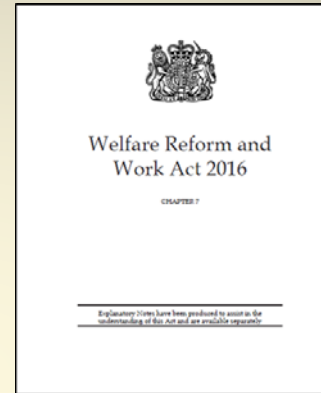 Welfare Reform and
Work Act 2016
CHAPTER 7
Explanatory Notes have been produced to assist in the
understanding of this Act and are available separately